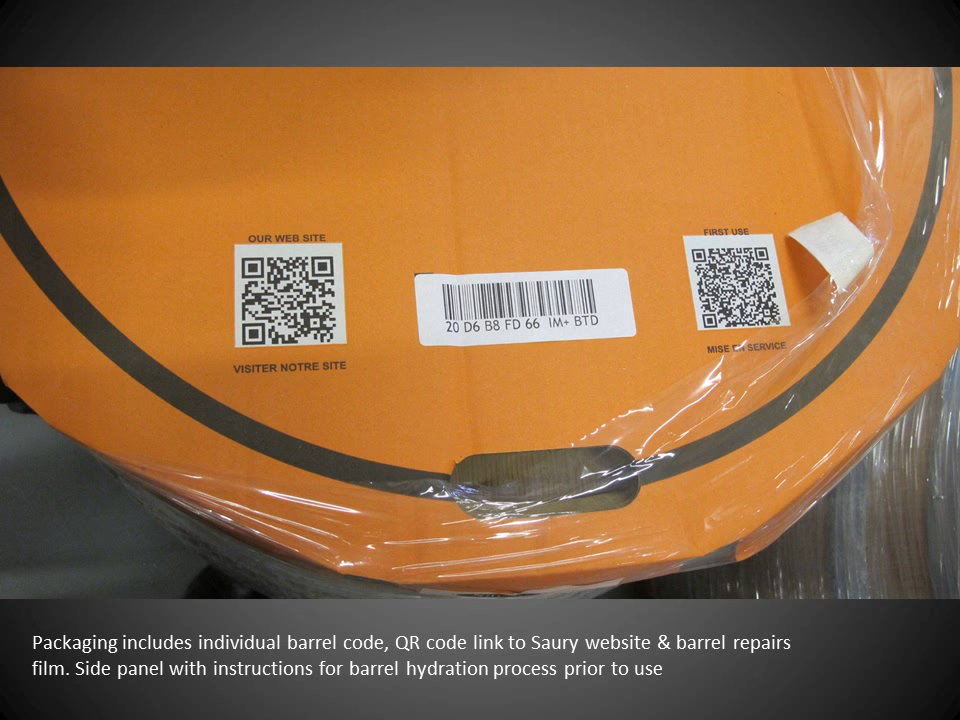 OUR WEB SITE
VISITER NOTRE SITE
20 D6 B8 FD 66 IM+ BTD
FIRST USE
MISE EN SERVICE
Packaging includes individual barrel code, QR code link to Saury website & barrel repairs
film. Side panel with instructions for barrel hydration process prior to use